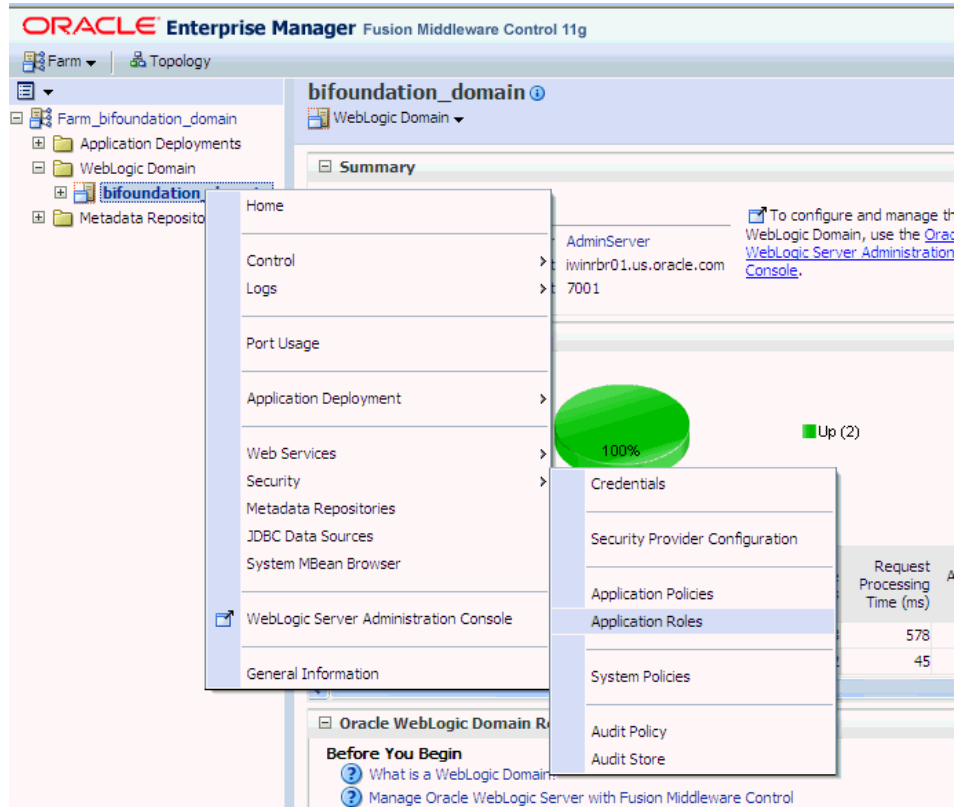 ORACLE Enterprise Manager Fusion Middleware Control 11g
Farm
Topology
Farm_bifoundation_domain
Application Deployments
WebLogic Domain
bifoundation_
Metadata Reposito
bifoundation_domain
WebLogic Domain
Summary
AdminServer
iwinrbr01.us.oracle.com
7001
To configure and manage
WebLogic Domain, use the
WebLogic Server Administration
Console.
100%
Up (2)
Home
Control
Logs
Port Usage
Application Deployment
Web Services
Security
Metadata Repositories
JDBC Data Sources
System MBean Browser
WebLogic Server Administration Console
General Information
Credentials
Security Provider Configuration
Application Policies
Application Roles
System Policies
Audit Policy
Audit Store
Request
Processing
Time (ms)
578
45
Oracle WebLogic Domain
Before You Begin
What is a WebLogic Domain
Manage Oracle WebLogic Server with Fusion Middleware Control